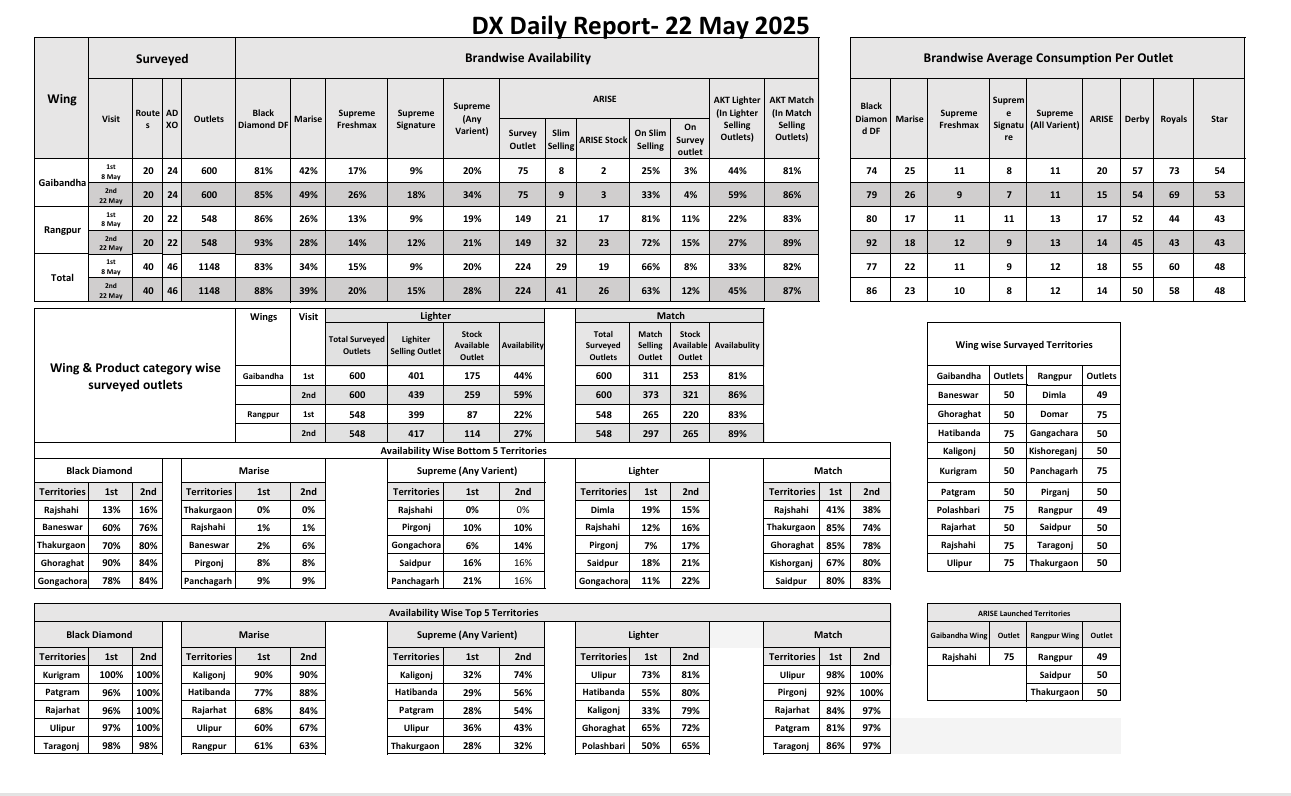 DX Daily Report- 22 May 2025
Wing Surveyed Brandwise Availability Brandwise Average Consumption Per Outlet
Visit Route s AD XO Outlets Black Diamond DF Marise Supreme Freshmax Supreme Signature Supreme (Any Varient) ARISE AKT Lighter (In Lighter Selling Outlets) AKT Match (In Match Selling Outlets) Black Diamon d DF Marise Supreme Freshmax Suprem e Signatu re Supreme (All Varient) ARISE Derby Royals Star
Survey Outlet Slim Selling ARISE Stock On Slim Selling On Survey outlet
Gaibandha 1st 8 May 20 24 600 81% 42% 17% 9% 20% 75 8 2 25% 3% 44% 81% 74 25 11 8 11 20 57 73 54
2nd 22 May 20 24 600 85% 49% 26% 18% 34% 75 9 3 33% 4% 59% 86% 79 26 9 7 11 15 54 69 53
Rangpur 1st 8 May 20 22 548 86% 26% 13% 9% 19% 149 21 17 81% 11% 22% 83% 80 17 11 11 13 17 52 44 43
2nd 22 May 20 22 548 93% 28% 14% 12% 21% 149 32 23 72% 15% 27% 89% 92 18 12 9 13 14 45 43 43
Total 1st 8 May 40 46 1148 83% 34% 15% 9% 20% 224 29 19 66% 8% 33% 82% 77 22 11 9 12 18 55 60 48
2nd 22 May 40 46 1148 88% 39% 20% 15% 28% 224 41 26 63% 12% 45% 87% 86 23 10 8 12 14 50 58 48
Wing & Product category wise surveyed outlets
Wings Visit Lighter Match
Total Surveyed Outlets Lighiter Selling Outlet Stock Available Outlet Availability Total Surveyed Outlets Match Selling Outlet Stock Available Outlet Availabulity
Gaibandha 1st 600 401 175 44% 600 311 253 81%
2nd 600 439 259 59% 600 373 321 86%
Rangpur 1st 548 399 87 22% 548 265 220 83%
2nd 548 417 114 27% 548 297 265 89%
Wing wise Survayed Territories
Gaibandha Outlets Rangpur Outlets
Baneswar 50 Dimla 49
Ghoraghat 50 Domar 75
Hatibanda 75 Gangachara 50
Kaligonj 50 Kishoreganj 50
Kurigram 50 Panchagarh 75
Patgram 50 Pirganj 50
Polashbari 75 Rangpur 49
Rajarhat 50 Saidpur 50
Rajshahi 75 Taragonj 50
Ulipur 75 Thakurgaon 50
Availability Wise Bottom 5 Territories
Black Diamond Marise Supreme (Any Varient) Lighter Match
Territories 1st 2nd Territories 1st 2nd Territories 1st 2nd Territories 1st 2nd Territories 1st 2nd
Rajshahi 13% 16% Thakurgaon 0% 0% Rajshahi 0% 0% Dimla 19% 15% Rajshahi 41% 38%
Baneswar 60% 76% Rajshahi 1% 1% Pirgonj 10% 10% Rajshahi 12% 16% Thakurgaon 85% 74%
Thakurgaon 70% 80% Baneswar 2% 6% Gongachora 6% 14% Pirgonj 7% 17% Ghoraghat 85% 78%
Ghoraghat 90% 84% Pirgonj 8% 8% Saidpur 16% 16% Saidpur 18% 21% Kishorganj 67% 80%
Gongachora 78% 84% Panchagarh 9% 9% Panchagarh 21% 16% Gongachora 11% 22% Saidpur 80% 83%
Availability Wise Top 5 Territories
Black Diamond Marise Supreme (Any Varient) Lighter Match
Territories 1st 2nd Territories 1st 2nd Territories 1st 2nd Territories 1st 2nd Territories 1st 2nd
Kurigram 100% 100% Kaligonj 90% 90% Kaligonj 32% 74% Ulipur 73% 81% Ulipur 98% 100%
Patgram 96% 100% Hatibanda 77% 88% Hatibanda 29% 56% Hatibanda 55% 80% Pirgonj 92% 100%
Rajarhat 96% 100% Rajarhat 68% 84% Patgram 28% 54% Kaligonj 33% 79% Rajarhat 84% 97%
Ulipur 97% 100% Ulipur 60% 67% Ulipur 36% 43% Ghoraghat 65% 72% Patgram 81% 97%
Taragonj 98% 98% Rangpur 61% 63% Thakurgaon 28% 32% Polashbari 50% 65% Taragonj 86% 97%
ARISE Launched Territories
Gaibandha Wing Outlet Rangpur Wing Outlet
Rajshahi 75 Rangpur 49
Saidpur 50
Thakurgaon 50